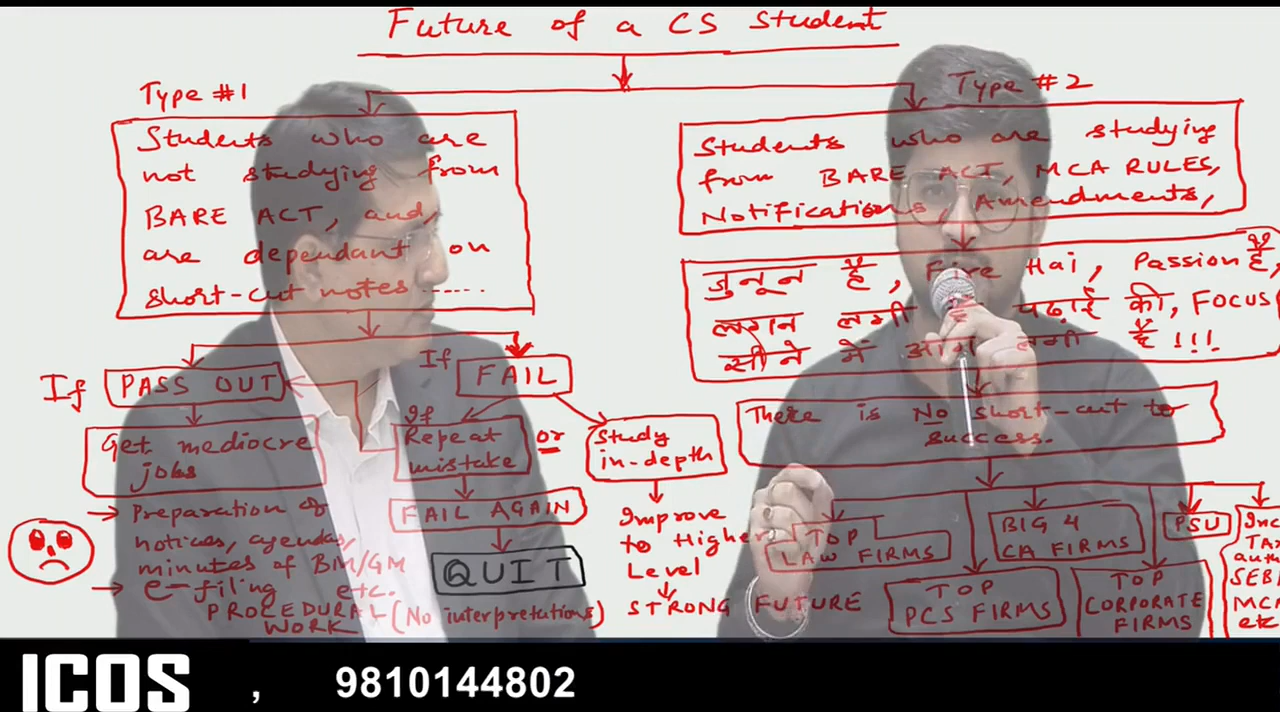 Future of a CS Student
Type #1
Students who are
not studying from
BARE ACT, and,
are dependant on
short-cut notes.....
If PASS OUT
Get mediocre
jobs
→ Preparation of
notices, agendas,
minutes of BM/GM
→ e-filing etc.
PROCEDURAL
WORK (No interpretations)
If FAIL
If
Repeat
mistake
or
Study
in-depth
FAIL AGAIN
QUIT
Improve
to Higher
Level
STRONG FUTURE
Type #2
Students who are studying
from BARE ACT, MCA RULES,
Notifications, Amendments,
जुनून है, Fire Hai, Passion है,
लगन लगी है पढ़ाई की, FOCUS
सीने में आग लगी है !!!
There is No short-cut to
success.
TOP
LAW FIRMS
TOP
PCS FIRMS
BIG 4
CA FIRMS
TOP
CORPORATE
FIRMS
PSU
TAX
SEBI
MCA
etc
ICOS , 9810144802